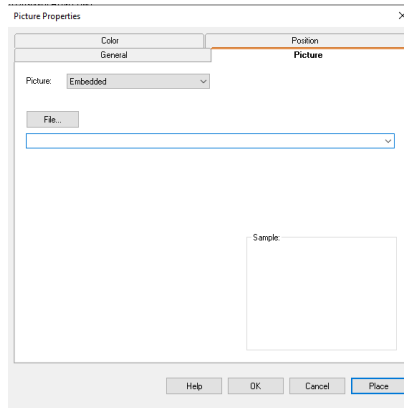 Picture Properties
Color Position
General Picture
Picture: Embedded
File...
Sample:
Help OK Cancel Place